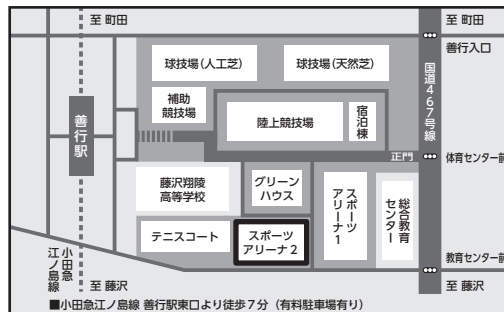 至 町田
至 町田
善行入口
球技場（人工芝）
球技場（天然芝）
国道467号線
補助
競技場
陸上競技場
宿泊棟
善行駅
正門
体育センター前
藤沢翔陵
高等学校
グリーン
ハウス
スポーツ
アリーナ1
総合教育
センター
テニスコート
スポーツ
アリーナ2
小田急
江ノ島線
教育センター前
至 藤沢
至 藤沢
■小田急江ノ島線 善行駅東口より徒歩7分（有料駐車場有り）